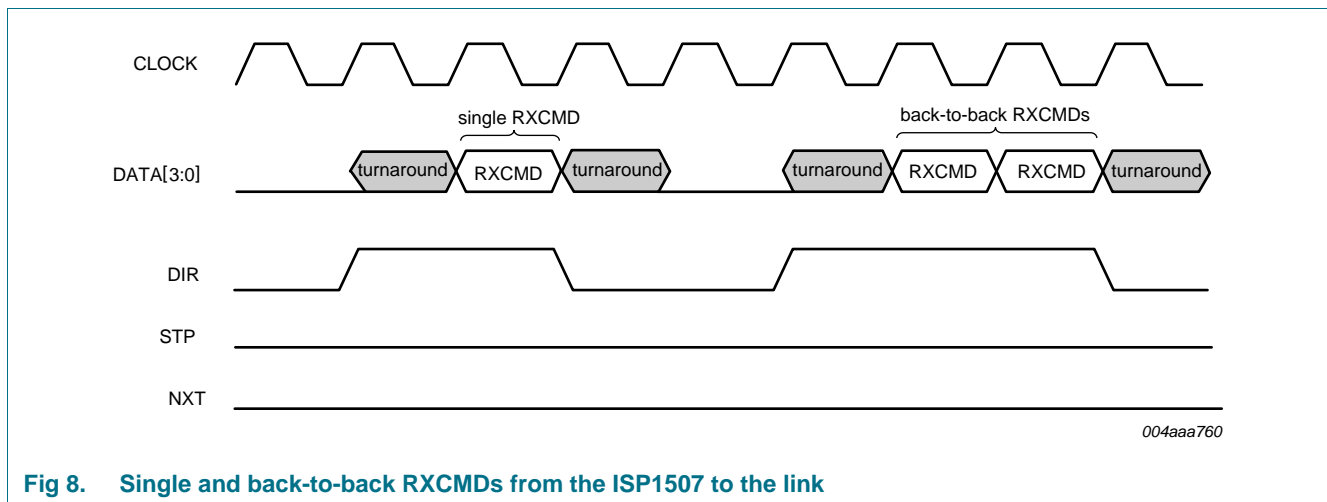 CLOCK
single RXCMD
back-to-back RXCMDs
DATA[3:0]
turnaround RXCMD turnaround turnaround RXCMD RXCMD turnaround
DIR
STP
NXT
004aaa760
Fig 8. Single and back-to-back RXCMDs from the ISP1507 to the link